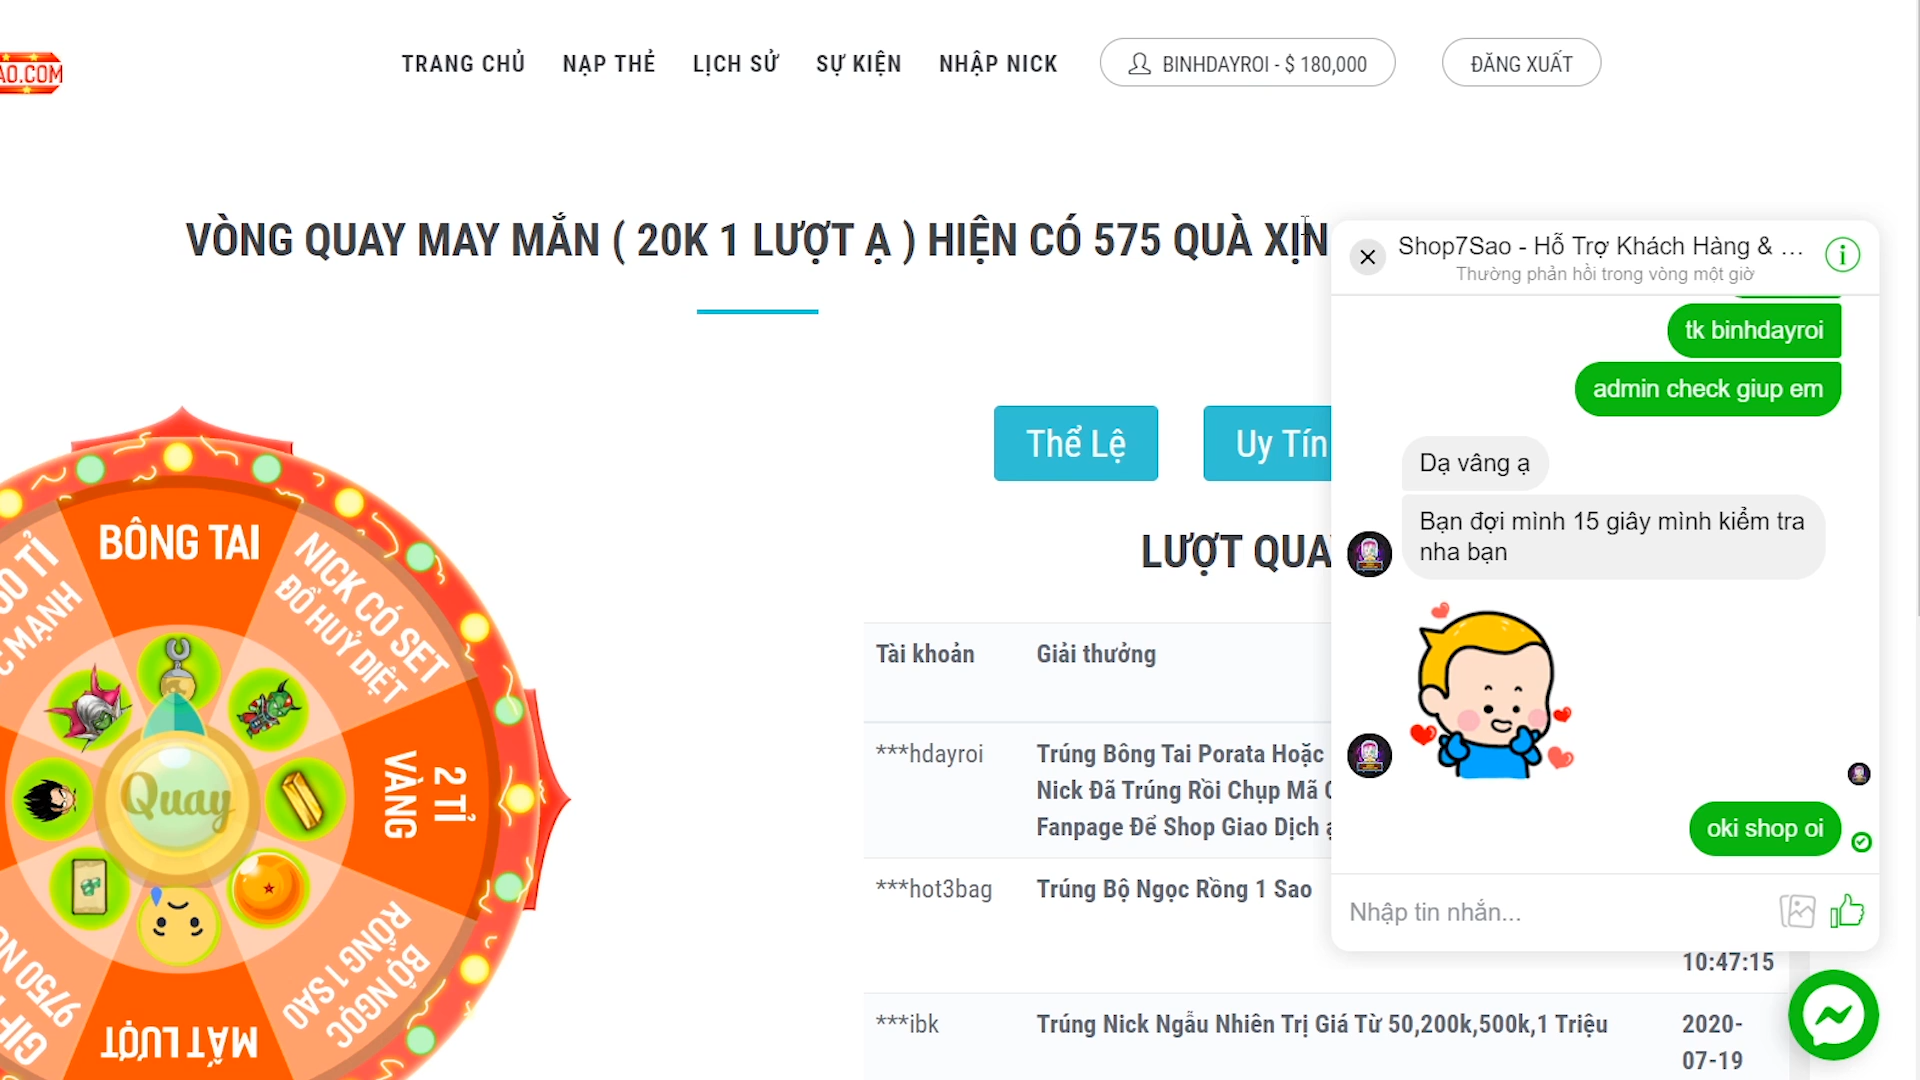 AO.COM
TRANG CHỦ
NẠP THẺ
LỊCH SỬ
SỰ KIỆN
NHẬP NICK
BINHDAYROI - $ 180,000
ĐĂNG XUẤT
VÒNG QUAY MAY MẮN ( 20K 1 LƯỢT Ạ ) HIỆN CÓ 575 QUÀ XỊN
Thể Lệ
Uy Tín
LƯỢT QUA
Tài khoản
Giải thưởng
***hdayroi
Trúng Bông Tai Porata Hoặc
Nick Đã Trúng Rồi Chụp Mã
Fanpage Để Shop Giao Dịch
***hot3bag
Trúng Bộ Ngọc Rồng 1 Sao
10:47:15
***ibk
Trúng Nick Ngẫu Nhiên Trị Giá Từ 50,200k,500k,1 Triệu
2020-
07-19
BÔNG TAI
NICK CÓ SET
ĐỒ HUỶ DIỆT
2 TỈ
VÀNG
BỘ NGỌC
RỒNG 1 SAO
MẤT LƯỢT
9750 NG
TỈ
MẠNH
Quay
Shop7Sao - Hỗ Trợ Khách Hàng & ...
Thường phản hồi trong vòng một giờ
tk binhdayroi
admin check giup em
Dạ vâng ạ
Bạn đợi mình 15 giây mình kiểm tra
nha bạn
oki shop oi
Nhập tin nhắn...